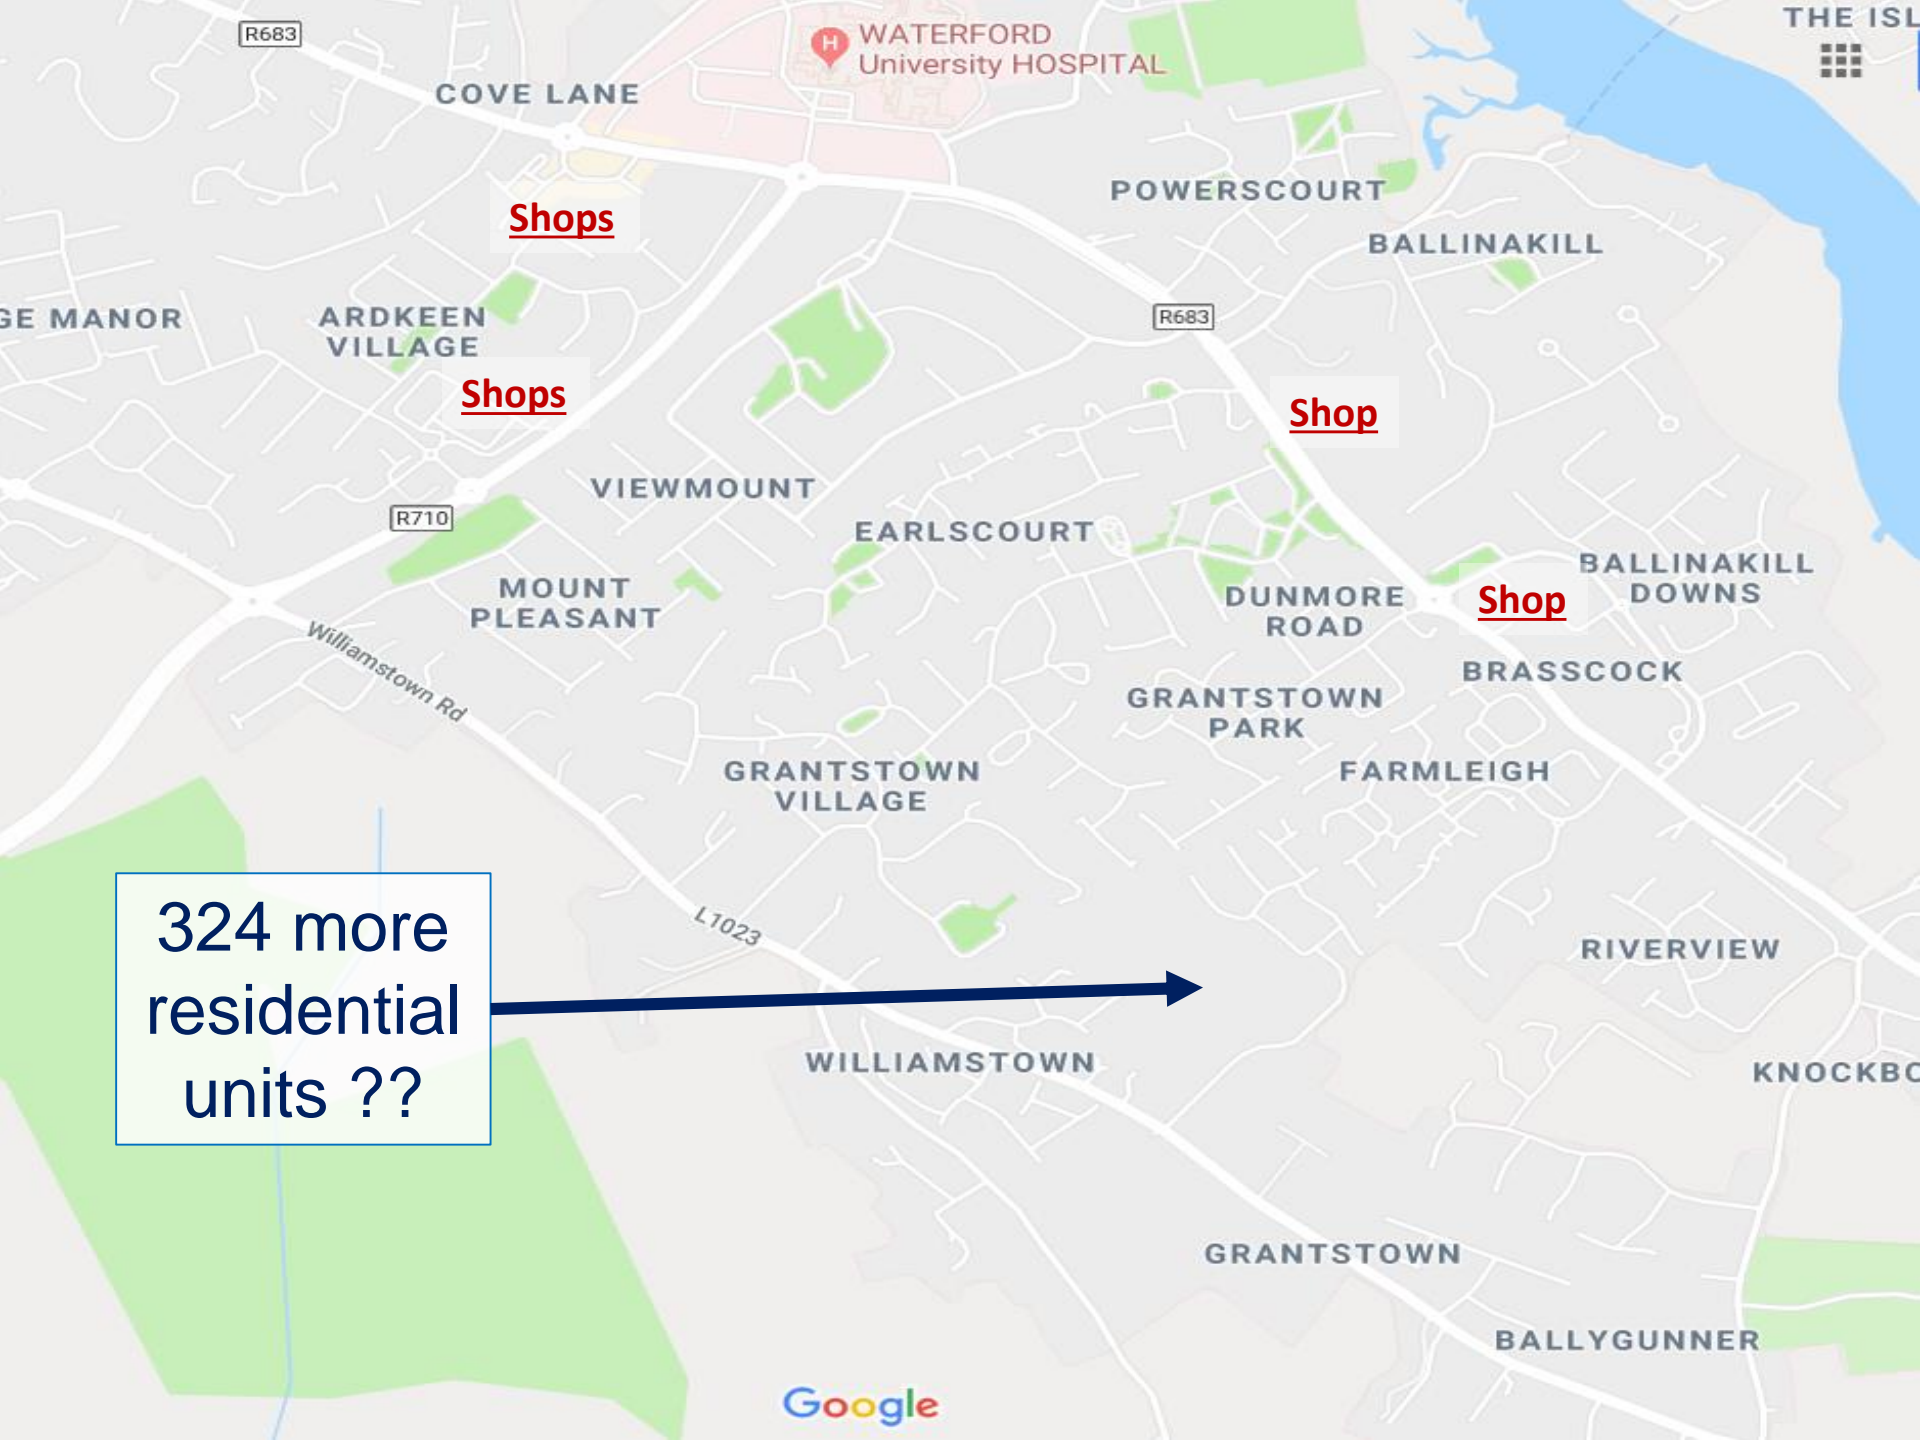 R683
WATERFORD
University HOSPITAL
H
THE ISL
COVE LANE
POWERSCOURT
Shops
BALLINAKILL
GE MANOR
ARDKEEN
VILLAGE
R683
Shops
Shop
VIEWMOUNT
R710
EARLSCOURT
MOUNT
PLEASANT
DUNMORE
ROAD
Shop
BALLINAKILL
DOWNS
Williamstown Rd
BRASSCOCK
GRANTSTOWN
PARK
GRANTSTOWN
VILLAGE
FARMLEIGH
324 more
residential
units ??
L1023
RIVERVIEW
WILLIAMSTOWN
KNOCKBO
GRANTSTOWN
BALLYGUNNER
Google